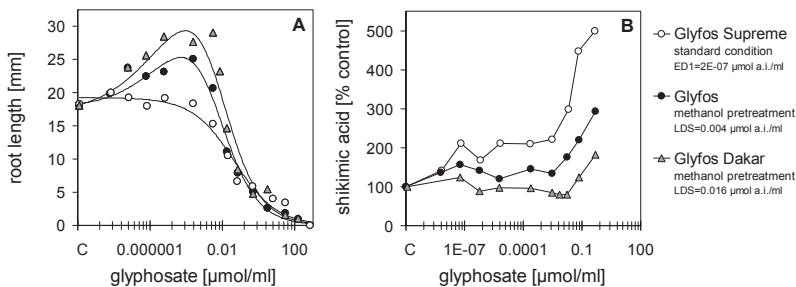 A
root length [mm]
35
30
25
20
15
10
5
0
C
0.000001
0.01
100
glyphosate [µmol/ml]
B
shikimic acid [% control]
500
400
300
200
100
0
C
1E-07
0.0001
0.1
100
glyphosate [µmol/ml]
Glyfos Supreme
standard condition
ED1=2E-07 µmol a.i./ml
Glyfos
methanol pretreatment
LDS=0.004 µmol a.i./ml
Glyfos Dakar
methanol pretreatment
LDS=0.016 µmol a.i./ml